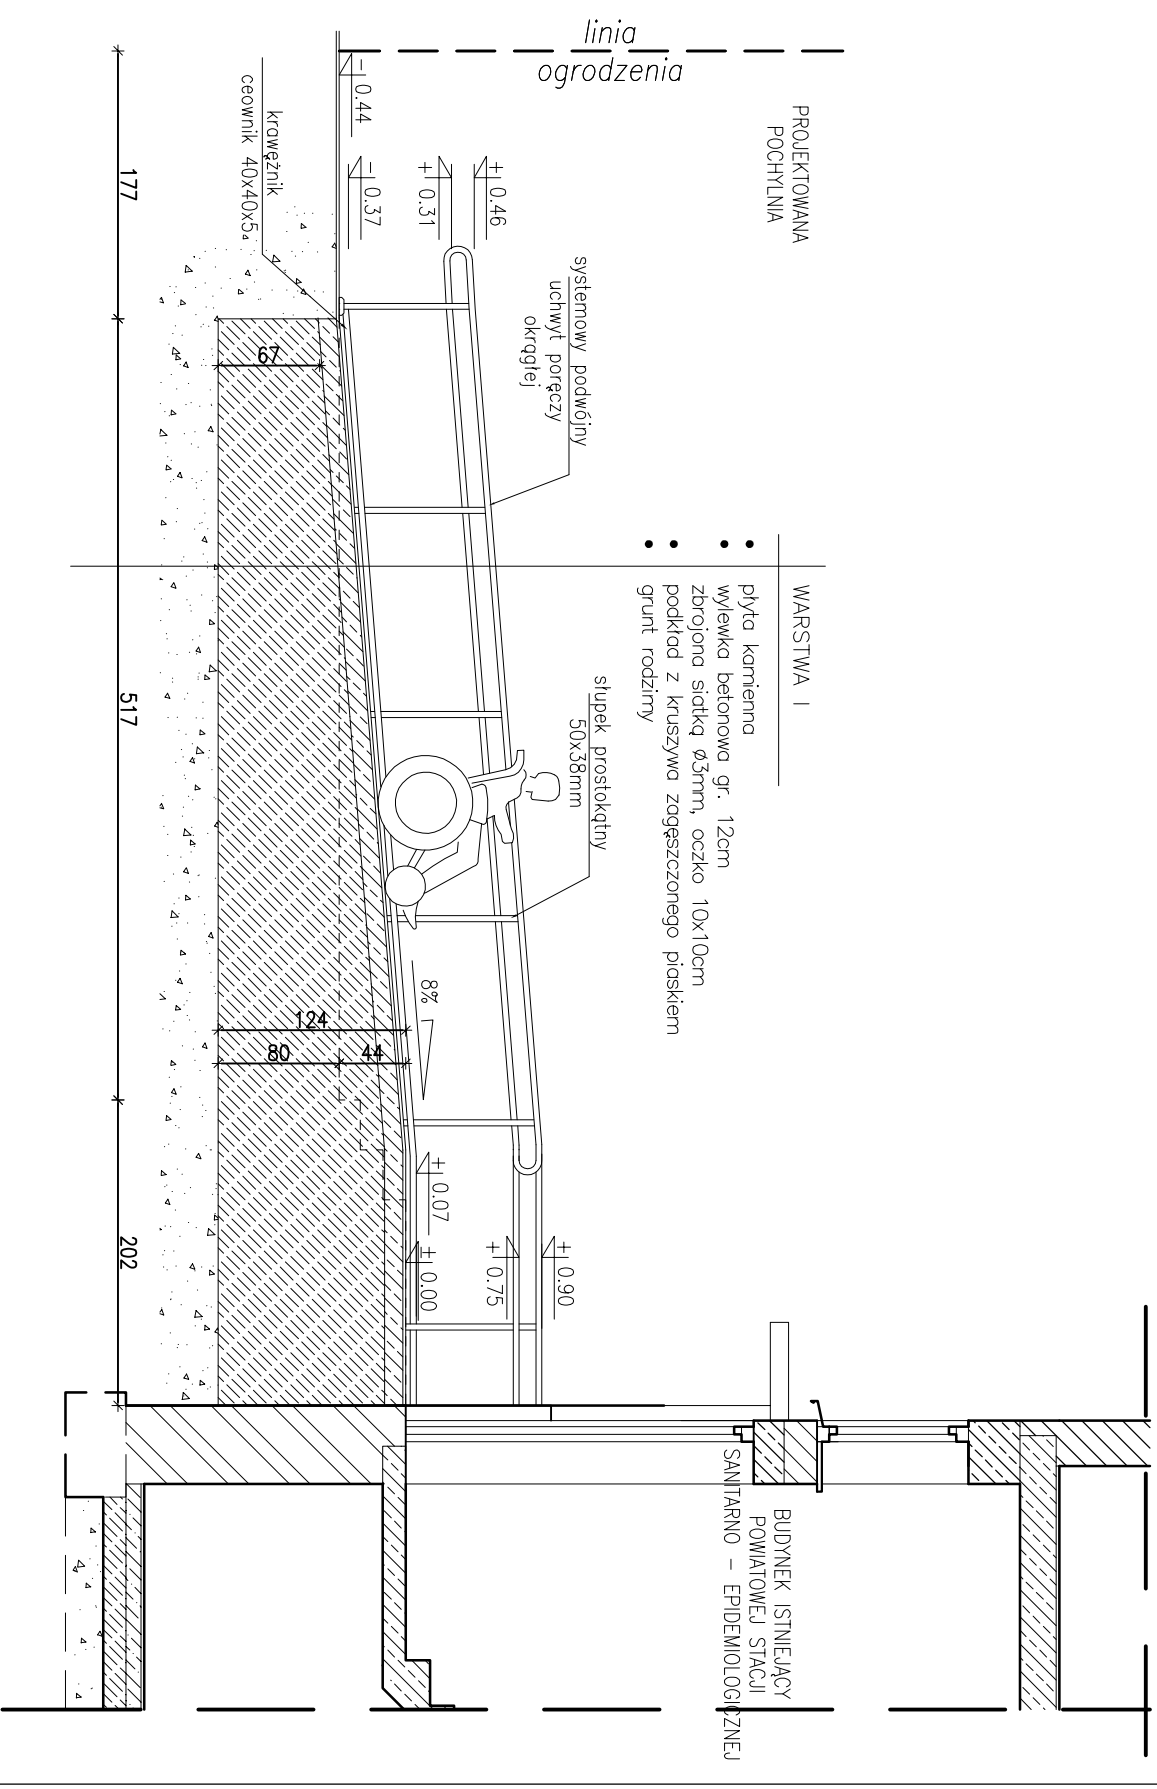 linia
ogrodzenia
PROJEKTOWANA
POCHYLNIA
- 0.44
- 0.37
+ 0.31
+ 0.46
krawężnik
ceownik 40x40x5
systemowy podwójny
uchwyt poręczy
okrągłej
WARSTWA I
płyta kamienna
wylewka betonowa gr. 12cm
zbrojona siatką Ø3mm, oczko 10x10cm
podkład z kruszywa zagęszczonego piaskiem
grunt rodzimy
słupek prostokątny
50x38mm
8%
67
124
80
44
+ 0.07
± 0.00
+ 0.75
+ 0.90
177
517
202
BUDYNEK ISTNIEJĄCY
POWIATOWEJ STACJI
SANITARNO - EPIDEMIOLOGICZNEJ